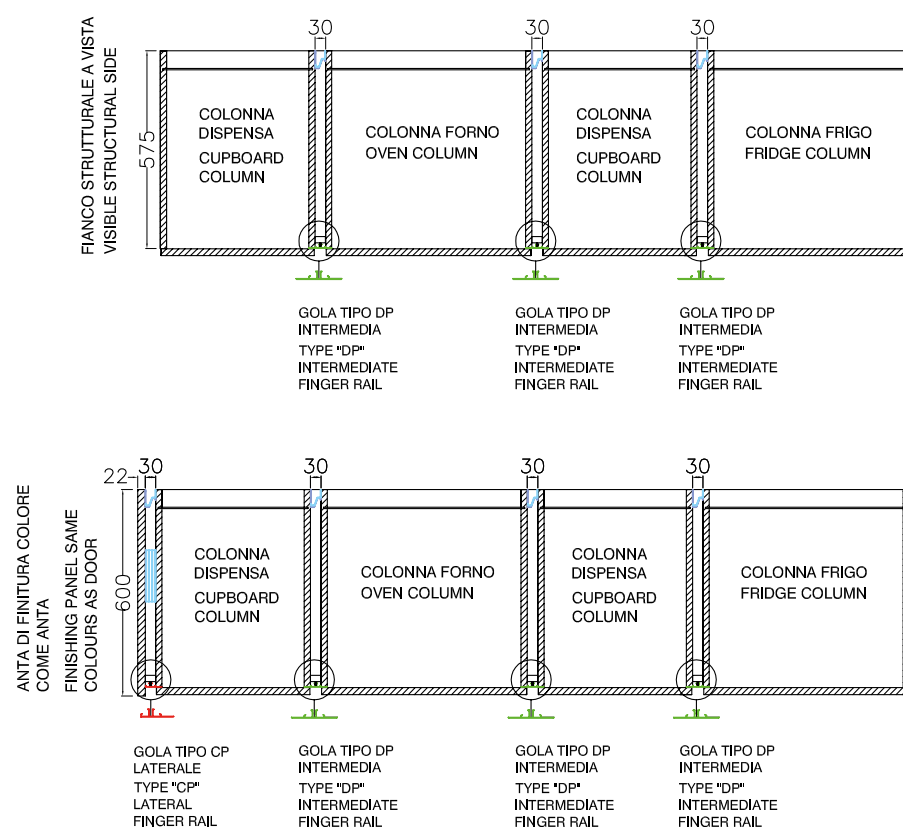 30
30
30
FIANCO STRUTTURALE A VISTA
VISIBLE STRUCTURAL SIDE
575
COLONNA
DISPENSA
CUPBOARD
COLUMN
COLONNA FORNO
OVEN COLUMN
COLONNA
DISPENSA
CUPBOARD
COLUMN
COLONNA FRIGO
FRIDGE COLUMN
GOLA TIPO DP
INTERMEDIA
TYPE "DP"
INTERMEDIATE
FINGER RAIL
GOLA TIPO DP
INTERMEDIA
TYPE "DP"
INTERMEDIATE
FINGER RAIL
GOLA TIPO DP
INTERMEDIA
TYPE "DP"
INTERMEDIATE
FINGER RAIL
22
30
30
30
30
ANTA DI FINITURA COLORE
COME ANTA
FINISHING PANEL SAME
COLOURS AS DOOR
600
COLONNA
DISPENSA
CUPBOARD
COLUMN
COLONNA FORNO
OVEN COLUMN
COLONNA
DISPENSA
CUPBOARD
COLUMN
COLONNA FRIGO
FRIDGE COLUMN
GOLA TIPO CP
LATERALE
TYPE "CP"
LATERAL
FINGER RAIL
GOLA TIPO DP
INTERMEDIA
TYPE "DP"
INTERMEDIATE
FINGER RAIL
GOLA TIPO DP
INTERMEDIA
TYPE "DP"
INTERMEDIATE
FINGER RAIL
GOLA TIPO DP
INTERMEDIA
TYPE "DP"
INTERMEDIATE
FINGER RAIL